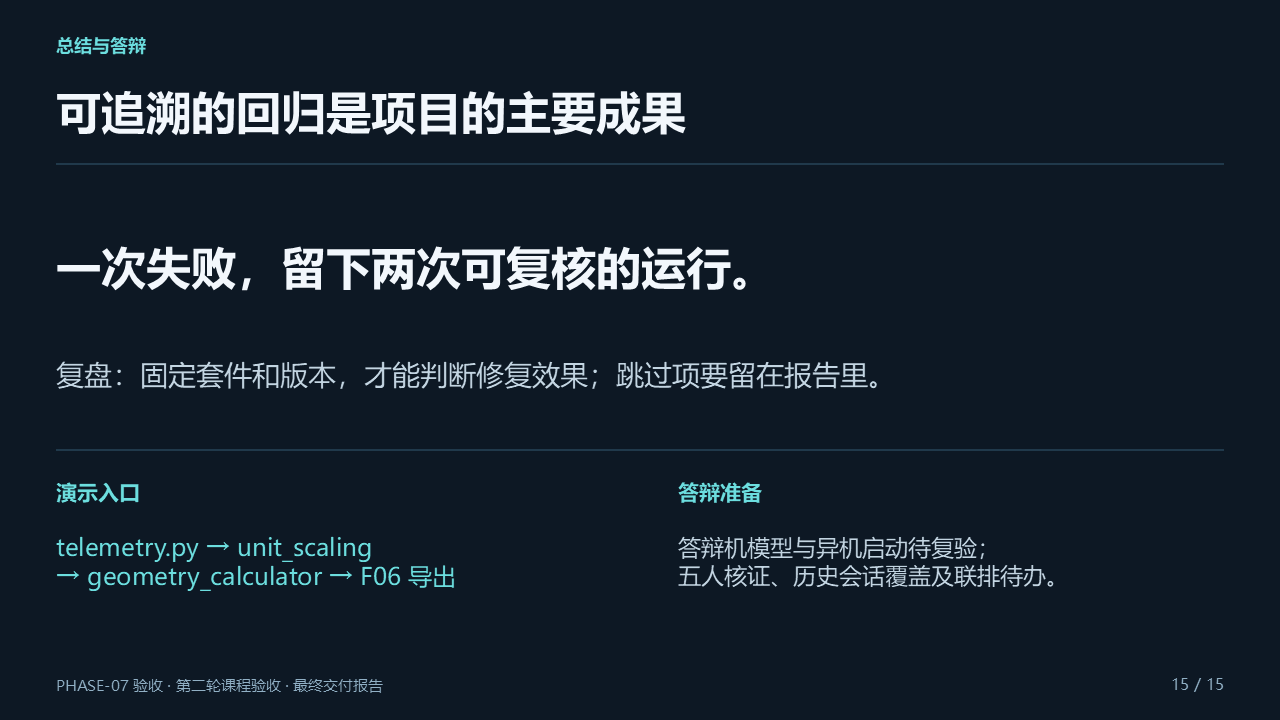 总结与答辩
可追溯的回归是项目的主要成果
一次失败，留下两次可复核的运行。
复盘：固定套件和版本，才能判断修复效果；跳过项要留在报告里。
演示入口
telemetry.py → unit_scaling
→ geometry_calculator → F06 导出
答辩准备
答辩机模型与异机启动待复验；
五人核证、历史会话覆盖及联排待办。
PHASE-07 验收 · 第二轮课程验收 · 最终交付报告
15 / 15